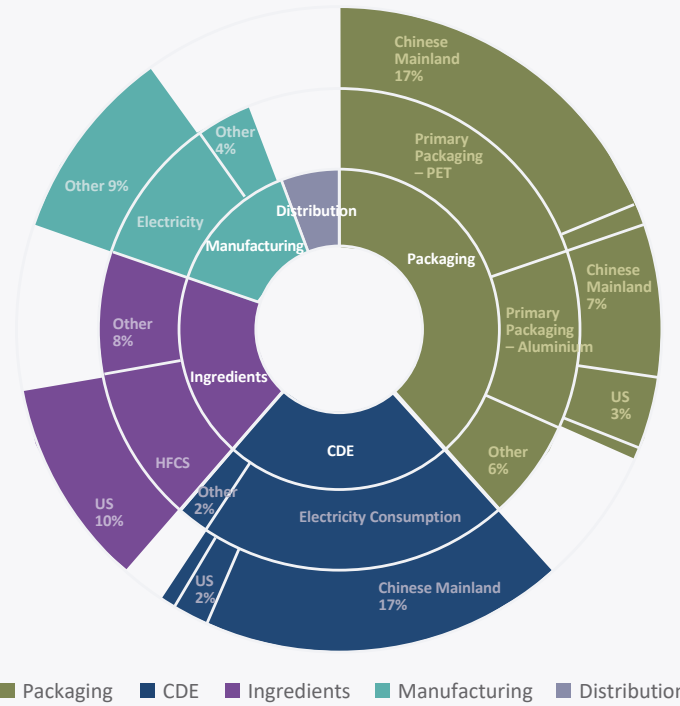 Chinese
Mainland
17%
Primary
Packaging
– PET
Packaging
Chinese
Mainland
7%
Primary
Packaging
– Aluminium
US
3%
Other
6%
CDE
Electricity Consumption
Chinese Mainland
17%
US
2%
Other
2%
Ingredients
HFCS
US
10%
Other
8%
Manufacturing
Electricity
Other 9%
Other
4%
Distribution
Packaging CDE Ingredients Manufacturing Distribution